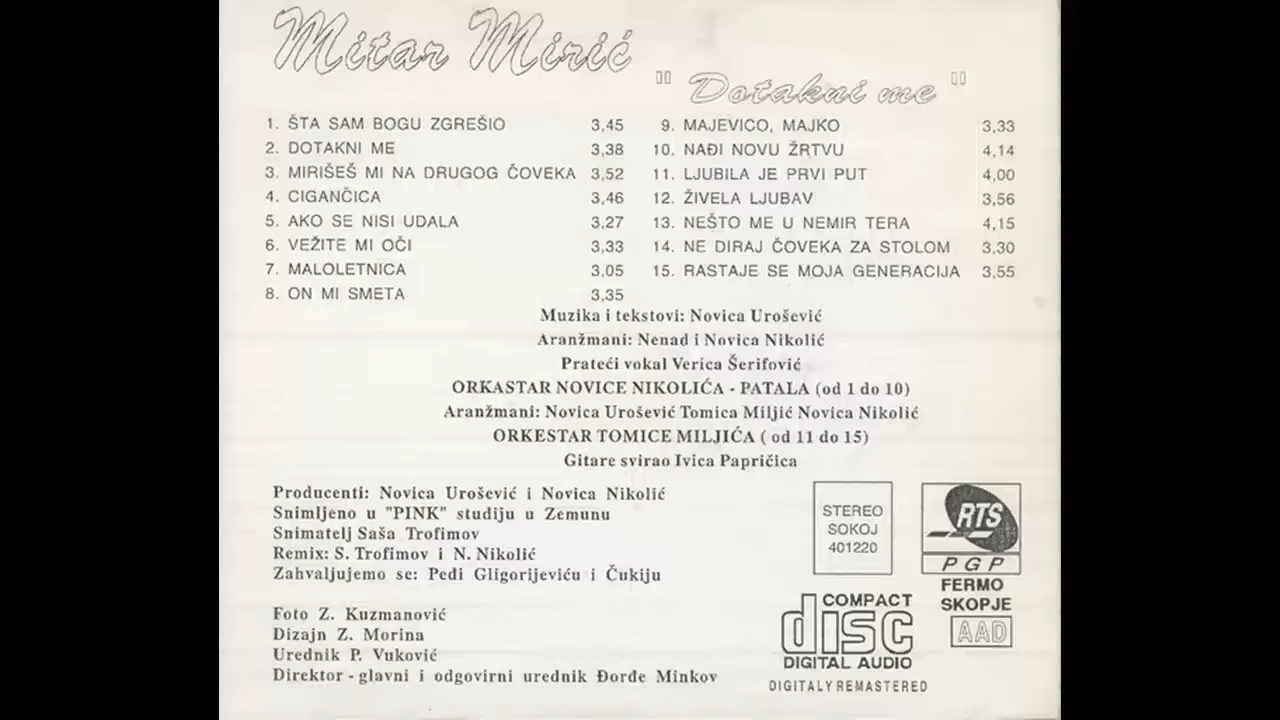 Mitar Mirić
"Dotakni me"
1. ŠTA SAM BOGU ZGREŠIO 3,45
2. DOTAKNI ME 3,38
3. MIRIŠEŠ MI NA DRUGOG ČOVEKA 3,52
4. CIGANČICA 3,46
5. AKO SE NISI UDALA 3,27
6. VEŽITE MI OČI 3,33
7. MALOLETNICA 3,05
8. ON MI SMETA 3,35
9. MAJEVICO, MAJKO 3,33
10. NAĐI NOVU ŽRTVU 4,14
11. LJUBILA JE PRVI PUT 4,00
12. ŽIVELA LJUBAV 3,56
13. NEŠTO ME U NEMIR TERA 4,15
14. NE DIRAJ ČOVEKA ZA STOLOM 3,30
15. RASTAJE SE MOJA GENERACIJA 3,55
Muzika i tekstovi: Novica Urošević
Aranžmani: Nenad i Novica Nikolić
Prateći vokal Verica Šerifović
ORKASTAR NOVICE NIKOLIĆA - PATALA (od 1 do 10)
Aranžmani: Novica Urošević Tomica Miljić Novica Nikolić
ORKESTAR TOMICE MILJIĆA ( od 11 do 15)
Gitare svirao Ivica Papričica
Producenti: Novica Urošević i Novica Nikolić
Snimljeno u "PINK" studiju u Zemunu
Snimatelj Saša Trofimov
Remix: S. Trofimov i N. Nikolić
Zahvaljujemo se: Peđi Gligorijeviću i Čukiju
Foto Z. Kuzmanović
Dizajn Z. Morina
Urednik P. Vuković
Direktor - glavni i odgovirni urednik Đorđe Minkov
STEREO
SOKOJ
401220
RTS
PGP
FERMO
SKOPJE
AAD
COMPACT
disc
DIGITAL AUDIO
DIGITALY REMASTERED